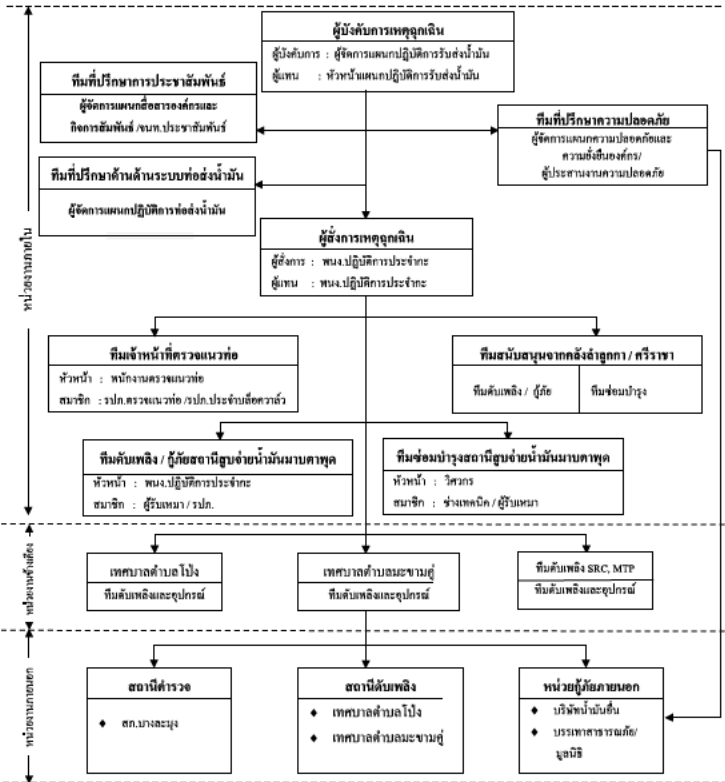 ผู้บังคับการเหตุฉุกเฉิน
ผู้บังคับการ : ผู้จัดการแผนกปฏิบัติการรับส่งน้ำมัน
ผู้แทน : หัวหน้าแผนกปฏิบัติการรับส่งน้ำมัน
ทีมที่ปรึกษาการประชาสัมพันธ์
ผู้จัดการแผนกสื่อสารองค์กรและ
กิจการสัมพันธ์ /จนท.ประชาสัมพันธ์
ทีมที่ปรึกษาความปลอดภัย
ผู้จัดการแผนกความปลอดภัยและ
ความยั่งยืนองค์กร/
ผู้ประสานงานความปลอดภัย
ทีมที่ปรึกษาด้านด้านระบบท่อส่งน้ำมัน
ผู้จัดการแผนกปฏิบัติการท่อส่งน้ำมัน
ผู้สั่งการเหตุฉุกเฉิน
ผู้สั่งการ : พนง.ปฏิบัติการประจำกะ
ผู้แทน : พนง.ปฏิบัติการประจำกะ
หน่วยงานภายใน
ทีมเจ้าหน้าที่ตรวจแนวท่อ
หัวหน้า : พนักงานตรวจแนวท่อ
สมาชิก : รปภ.ตรวจแนวท่อ /รปภ.ประจำบล็อควาล์ว
ทีมสนับสนุนจากคลังลำลูกกา / ศรีราชา
ทีมดับเพลิง / กู้ภัย
ทีมซ่อมบำรุง
ทีมดับเพลิง / กู้ภัยสถานีสูบจ่ายน้ำมันมาบตาพุด
หัวหน้า : พนง.ปฏิบัติการประจำกะ
สมาชิก : ผู้รับเหมา / รปภ.
ทีมซ่อมบำรุงสถานีสูบจ่ายน้ำมันมาบตาพุด
หัวหน้า : วิศวกร
สมาชิก : ช่างเทคนิค / ผู้รับเหมา
หน่วยงานข้างเคียง
เทศบาลตำบลโป่ง
ทีมดับเพลิงและอุปกรณ์
เทศบาลตำบลมะขามคู่
ทีมดับเพลิงและอุปกรณ์
ทีมดับเพลิง SRC, MTP
ทีมดับเพลิงและอุปกรณ์
หน่วยงานภายนอก
สถานีตำรวจ
♦ สภ.บางละมุง
สถานีดับเพลิง
♦ เทศบาลตำบลโป่ง
♦ เทศบาลตำบลมะขามคู่
หน่วยกู้ภัยภายนอก
♦ บริษัทน้ำมันอื่น
♦ บรรเทาสาธารณภัย/
มูลนิธิ